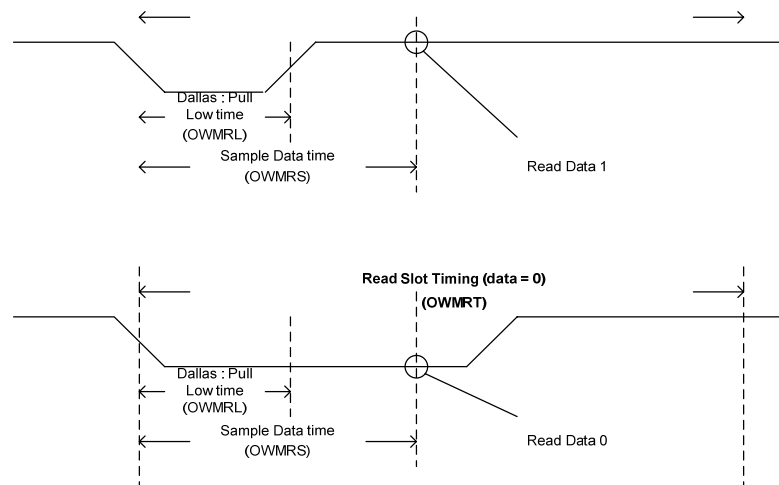 Dallas : Pull
Low time
(OWMRL)
Sample Data time
(OWMRS)
Read Data 1
Read Slot Timing (data = 0)
(OWMRT)
Dallas : Pull
Low time
(OWMRL)
Sample Data time
(OWMRS)
Read Data 0